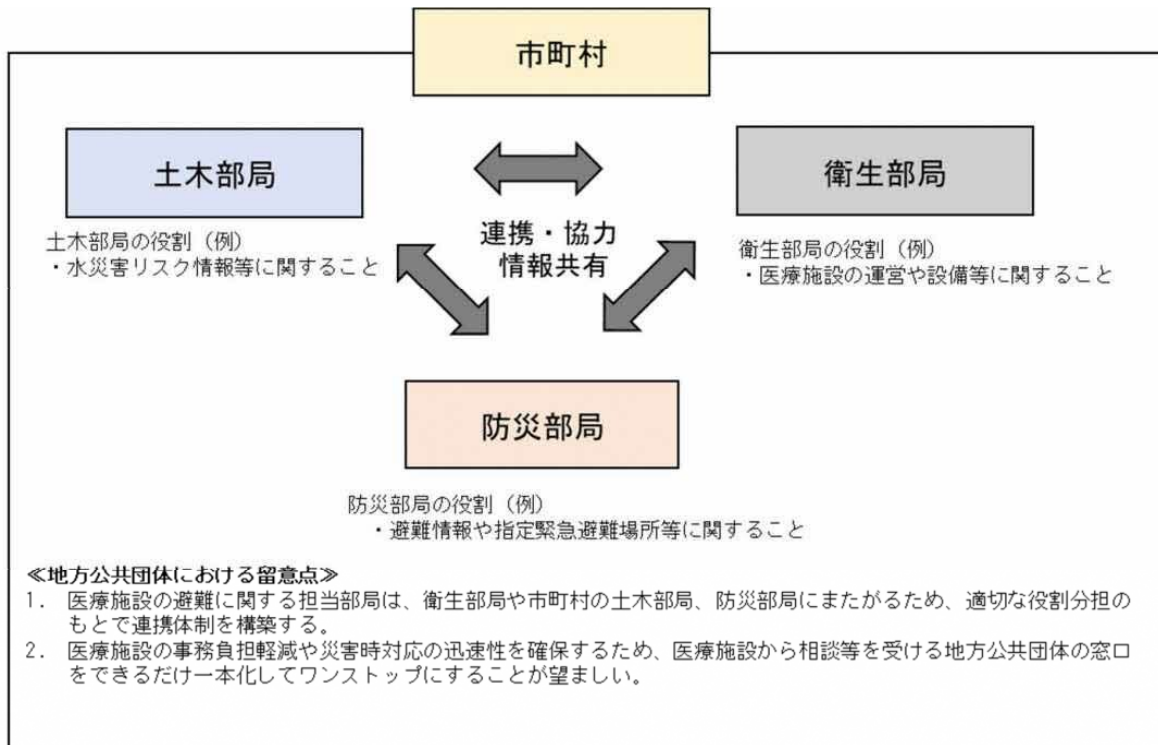 市町村
土木部局
衛生部局
土木部局の役割（例）
・水災害リスク情報等に関すること
連携・協力
情報共有
衛生部局の役割（例）
・医療施設の運営や設備等に関すること
防災部局
防災部局の役割（例）
・避難情報や指定緊急避難場所等に関すること
≪地方公共団体における留意点≫
1. 医療施設の避難に関する担当部局は、衛生部局や市町村の土木部局、防災部局にまたがるため、適切な役割分担の
もとで連携体制を構築する。
2. 医療施設の事務負担軽減や災害時対応の迅速性を確保するため、医療施設から相談等を受ける地方公共団体の窓口
をできるだけ一本化してワンストップにすることが望ましい。